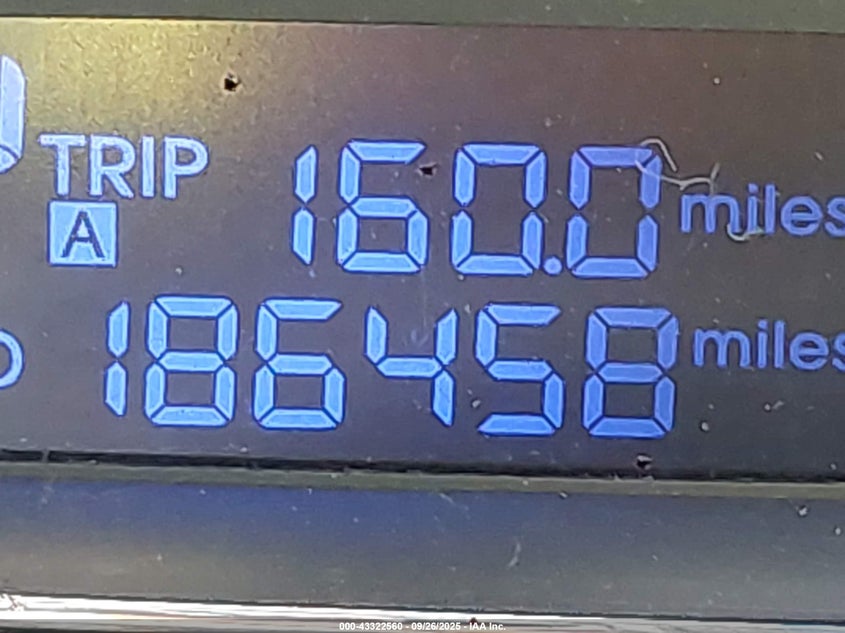 TRIP 160.0 miles
A
186458 miles
000-43322560 - 09/26/2025 - IAA Inc.